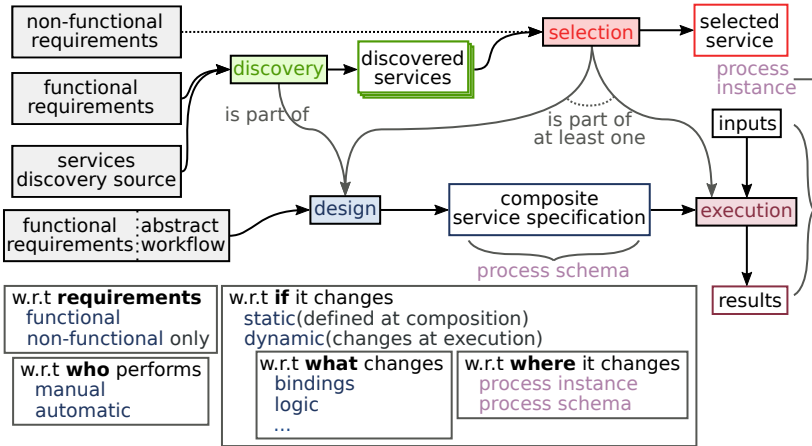 non-functional
requirements
functional
requirements
services
discovery source
functional
requirements
abstract
workflow
discovery
discovered
services
selection
selected
service
process
instance
is part of
is part of
at least one
inputs
design
composite
service specification
execution
process schema
results
w.r.t requirements
functional
non-functional only
w.r.t who performs
manual
automatic
w.r.t if it changes
static(defined at composition)
dynamic(changes at execution)
w.r.t what changes
bindings
logic
...
w.r.t where it changes
process instance
process schema